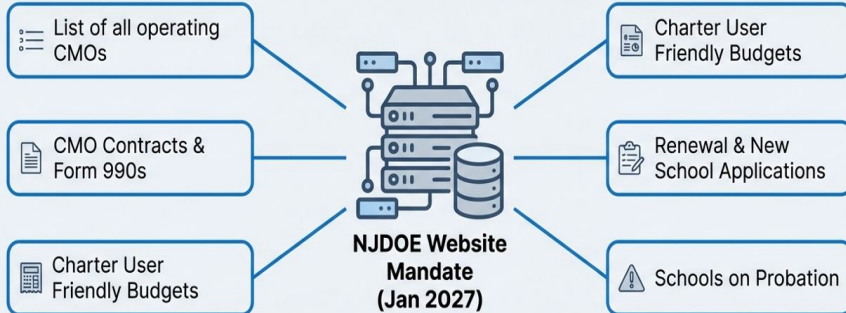 List of all operating
CMOs
CMO Contracts &
Form 990s
Charter User
Friendly Budgets
NJDOE Website
Mandate
(Jan 2027)
Charter User
Friendly Budgets
Renewal & New
School Applications
Schools on Probation